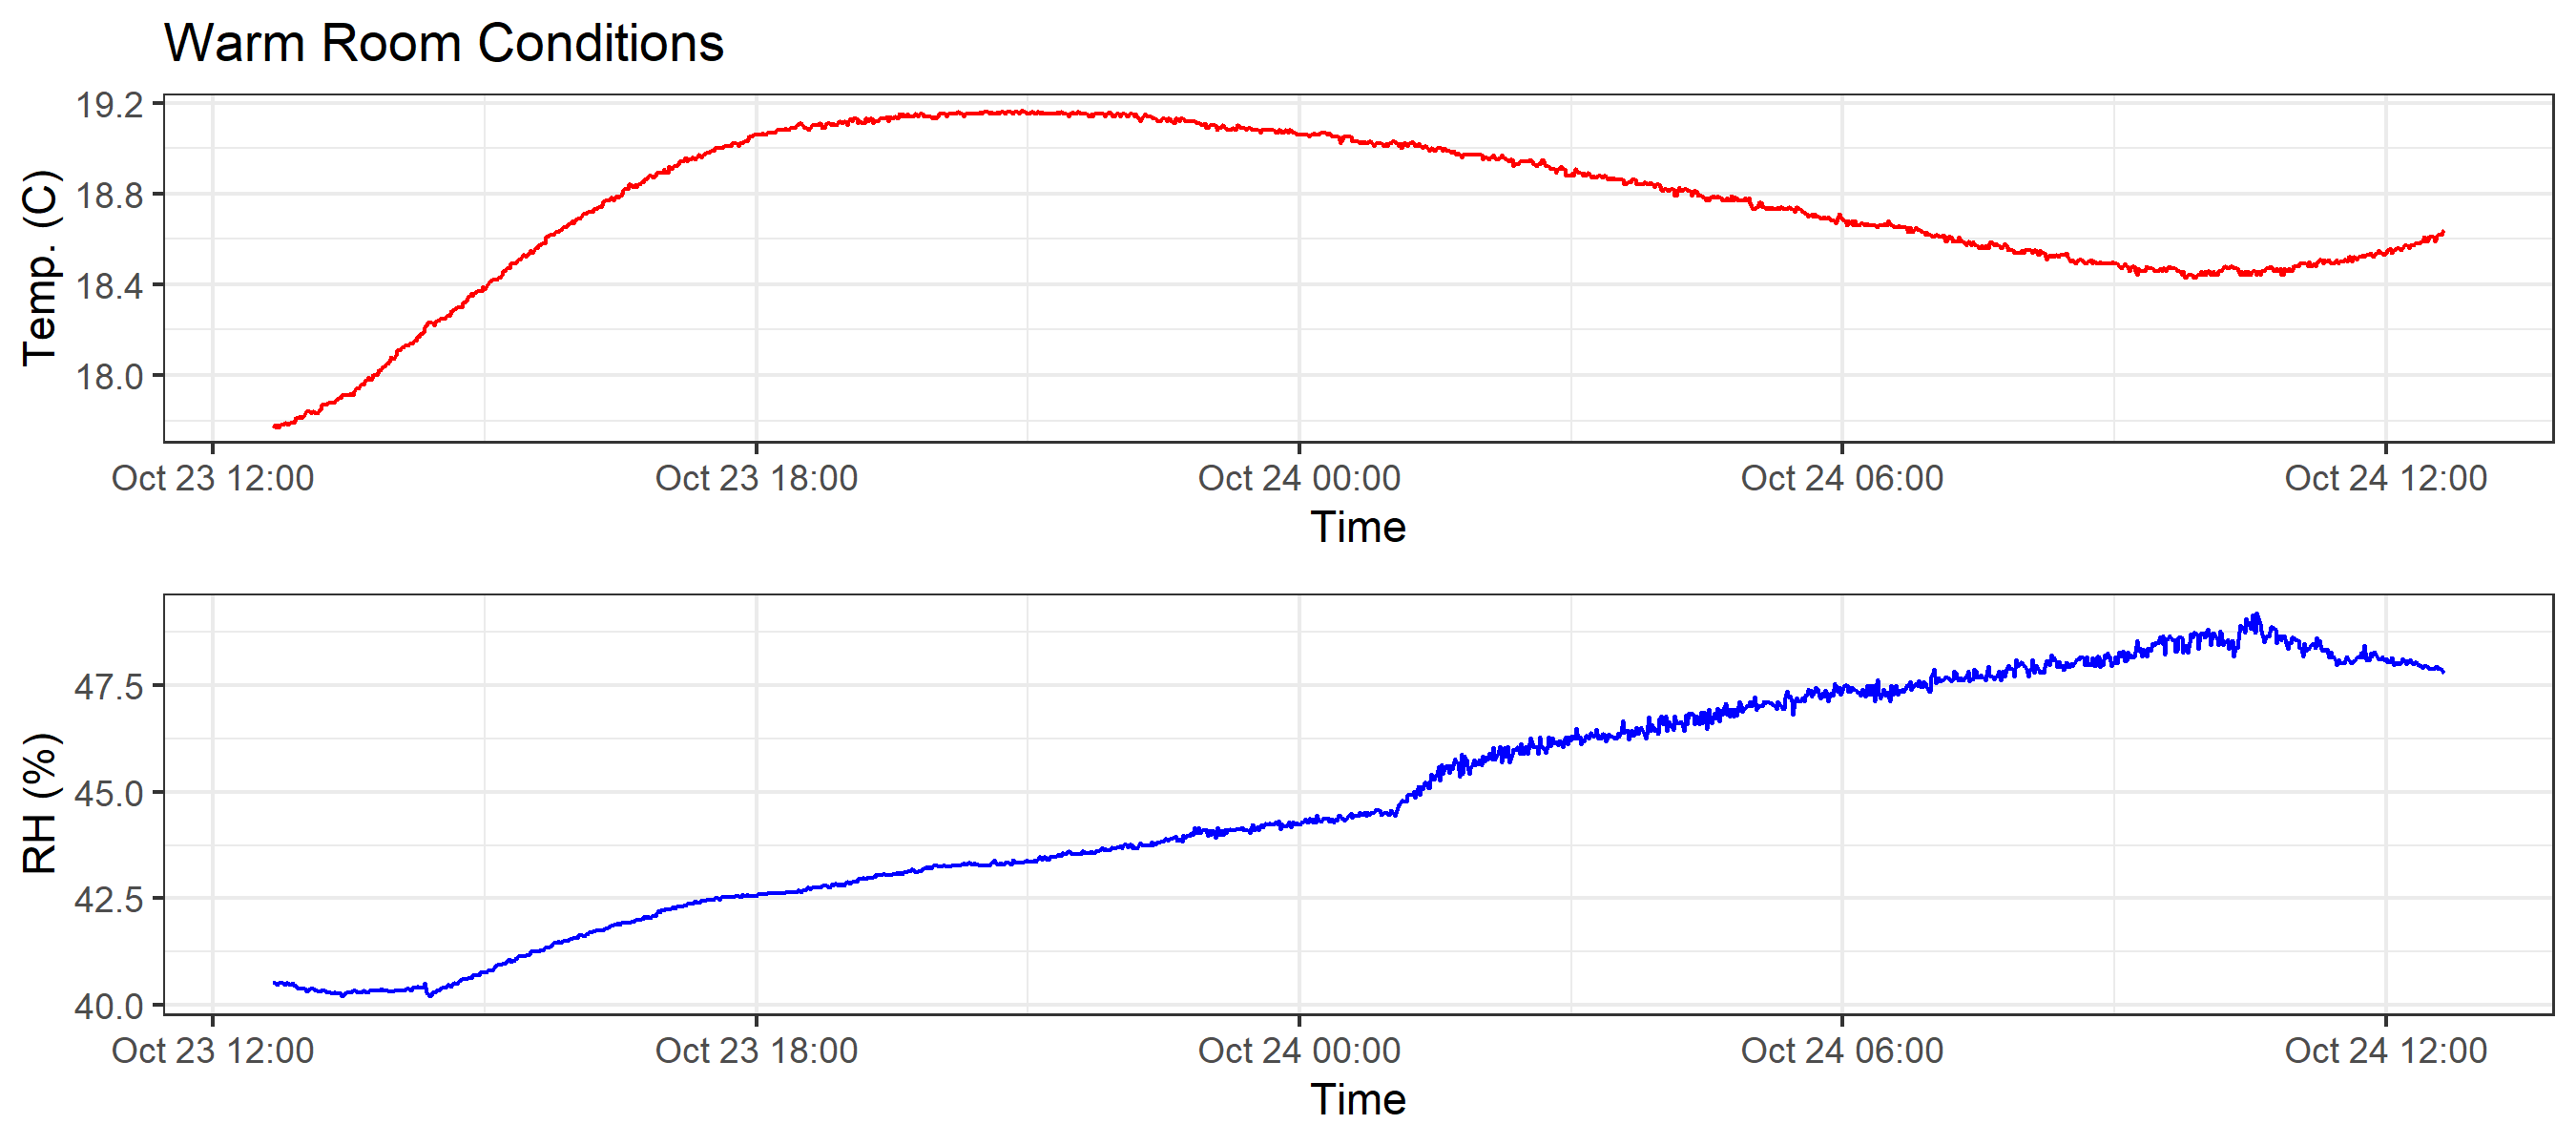 Warm Room Conditions
19.2
18.8
18.4
18.0
Temp. (C)
Oct 23 12:00 Oct 23 18:00 Oct 24 00:00 Oct 24 06:00 Oct 24 12:00
Time
47.5
45.0
42.5
40.0
RH (%)
Oct 23 12:00 Oct 23 18:00 Oct 24 00:00 Oct 24 06:00 Oct 24 12:00
Time